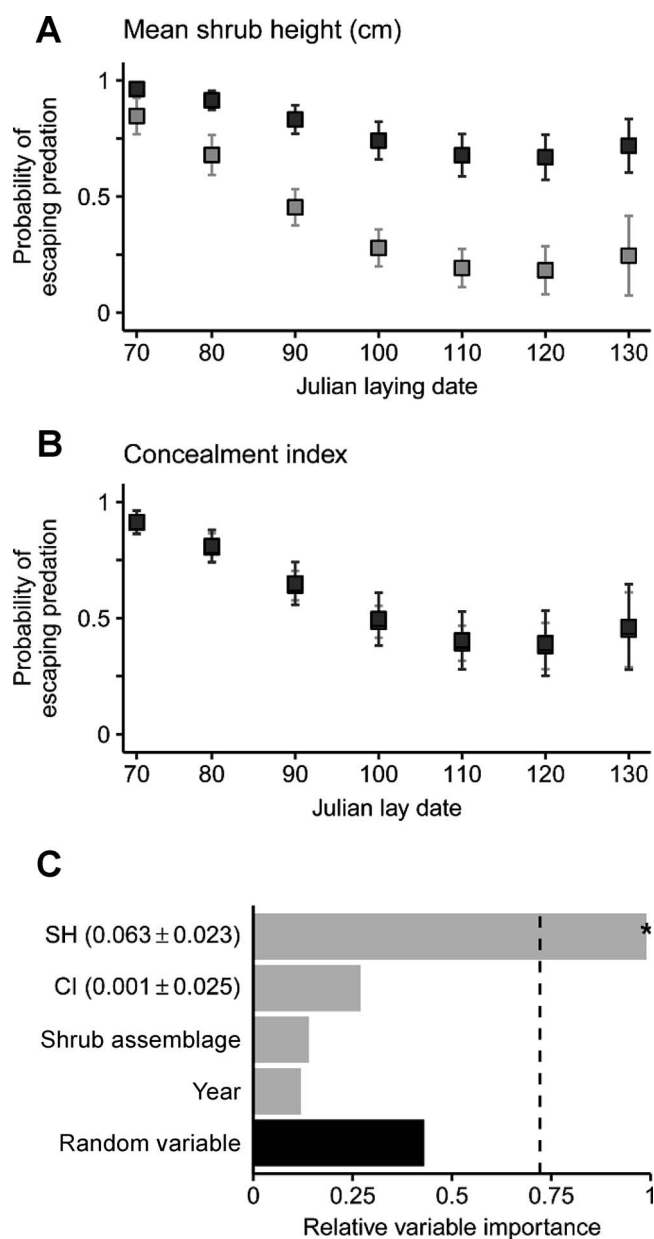 A
Mean shrub height (cm)
Probability of
escaping predation
1
0.5
0
70 80 90 100 110 120 130
Julian laying date
B
Concealment index
Probability of
escaping predation
1
0.5
0
70 80 90 100 110 120 130
Julian lay date
C
SH (0.063 ± 0.023)
*
CI (0.001 ± 0.025)
Shrub assemblage
Year
Random variable
0 0.25 0.5 0.75 1
Relative variable importance